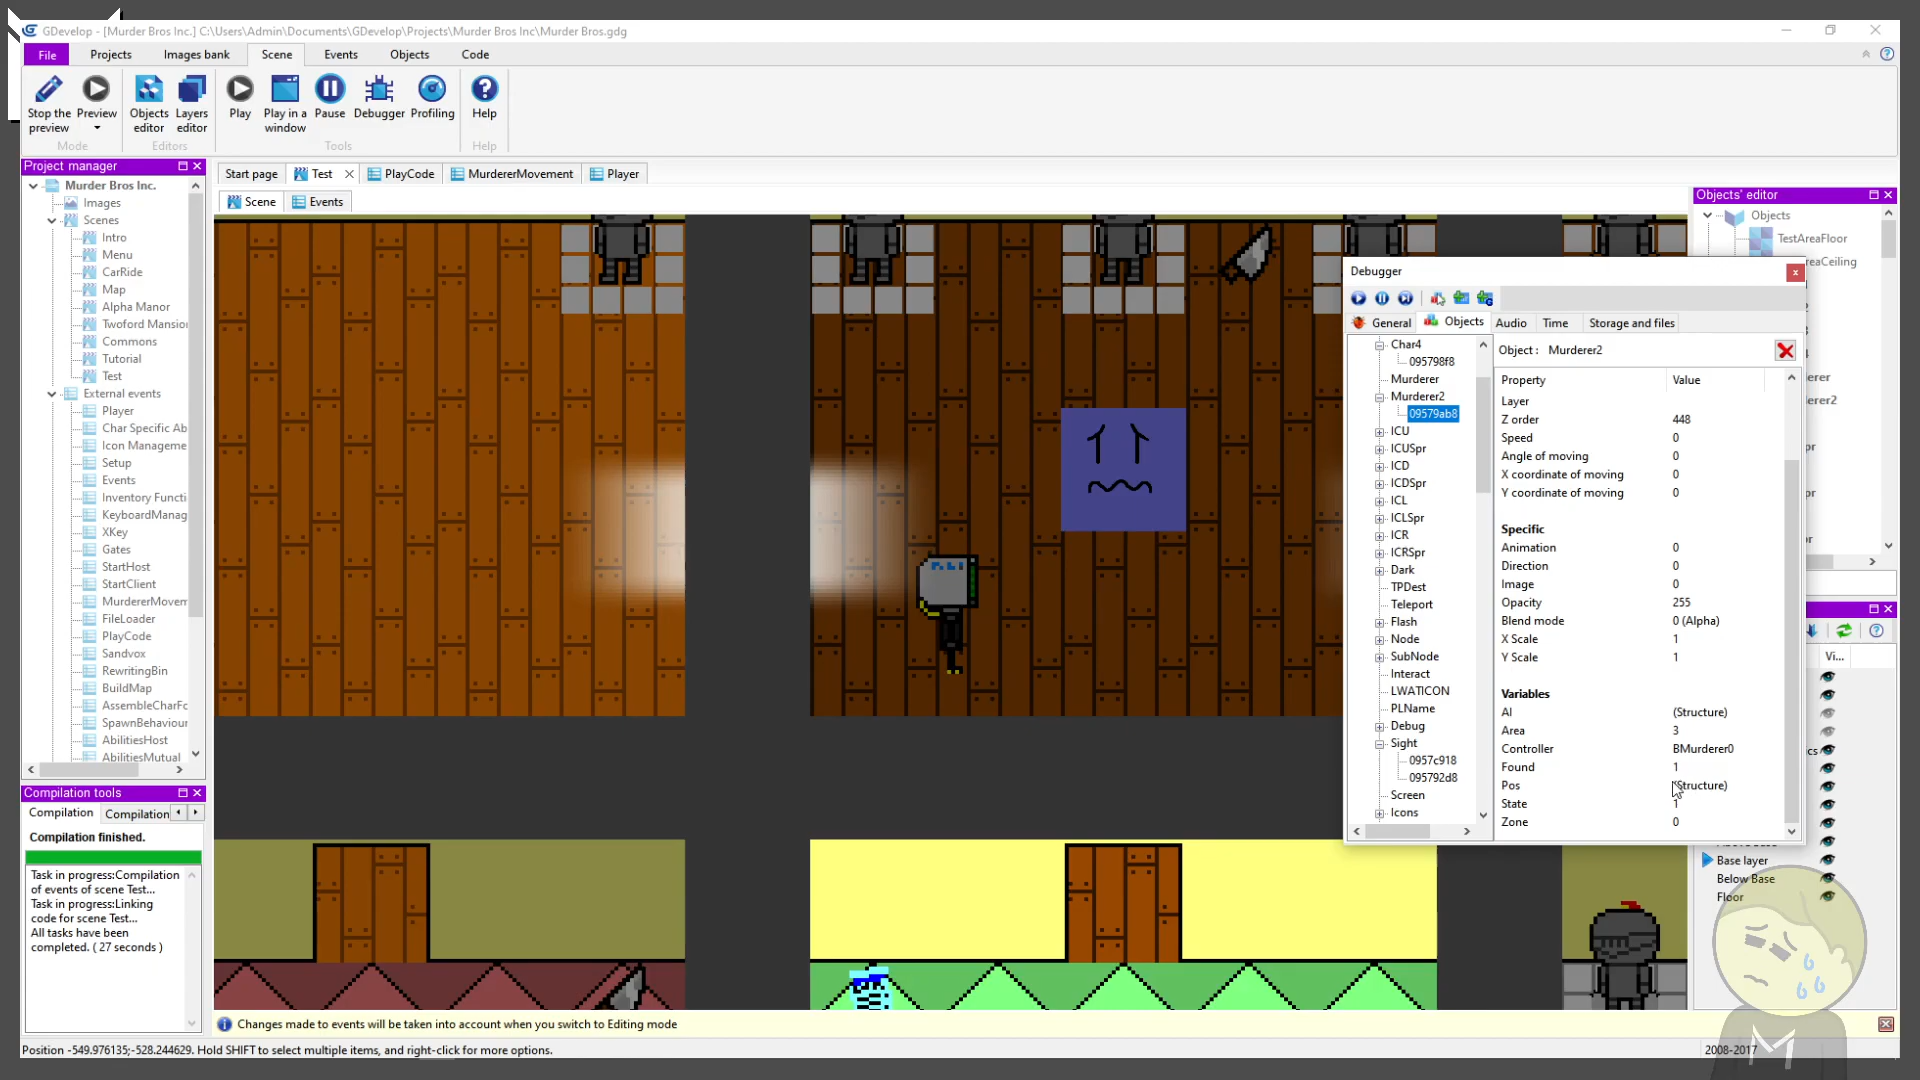 GDevelop - [Murder Bros Inc.] C:\Users\Admin\Documents\GDevelop\Projects\Murder Bros Inc\Murder Bros.gdg
File Projects Images bank Scene Events Objects Code
Stop the preview Preview Objects editor Layers editor Play Play in a window Pause Debugger Profiling Help
Mode Editors Tools Help
Project manager
Murder Bros Inc.
Images
Scenes
Intro
Menu
CarRide
Map
Alpha Manor
Twoford Mansion
Commons
Tutorial
Test
External events
Player
Char Specific Ab
Icon Manageme
Setup
Events
Inventory Functi
KeyboardManag
XKey
Gates
StartHost
StartClient
MurdererMovem
FileLoader
PlayCode
Sandvox
RewritingBin
BuildMap
AssembleCharFc
SpawnBehaviour
AbilitiesHost
AbilitiesMutual
Compilation tools
Compilation Compilation
Compilation finished.
Task in progress:Compilation
of events of scene Test...
Task in progress:Linking
code for scene Test...
All tasks have been
completed. ( 27 seconds )
Start page Test PlayCode MurdererMovement Player
Scene Events
Objects' editor
Objects
TestAreaFloor
reaCeiling
Debugger
General Objects Audio Time Storage and files
Char4
095798f8
Murderer
Murderer2
09579ab8
ICU
ICUSpr
ICD
ICDSpr
ICL
ICLSpr
ICR
ICRSpr
Dark
TPDest
Teleport
Flash
Node
SubNode
Interact
LWATICON
PLName
Debug
Sight
0957c918
095792d8
Screen
Icons
Object : Murderer2
Property Value
Layer
Z order 448
Speed 0
Angle of moving 0
X coordinate of moving 0
Y coordinate of moving 0
Specific
Animation 0
Direction 0
Image 0
Opacity 255
Blend mode 0 (Alpha)
X Scale 1
Y Scale 1
Variables
AI (Structure)
Area 3
Controller BMurderer0
Found 1
Pos (Structure)
State 1
Zone 0
erer
erer2
Vi...
Base layer
Below Base
Floor
Changes made to events will be taken into account when you switch to Editing mode
Position -549.976135;-528.244629. Hold SHIFT to select multiple items, and right-click for more options.
2008-2017